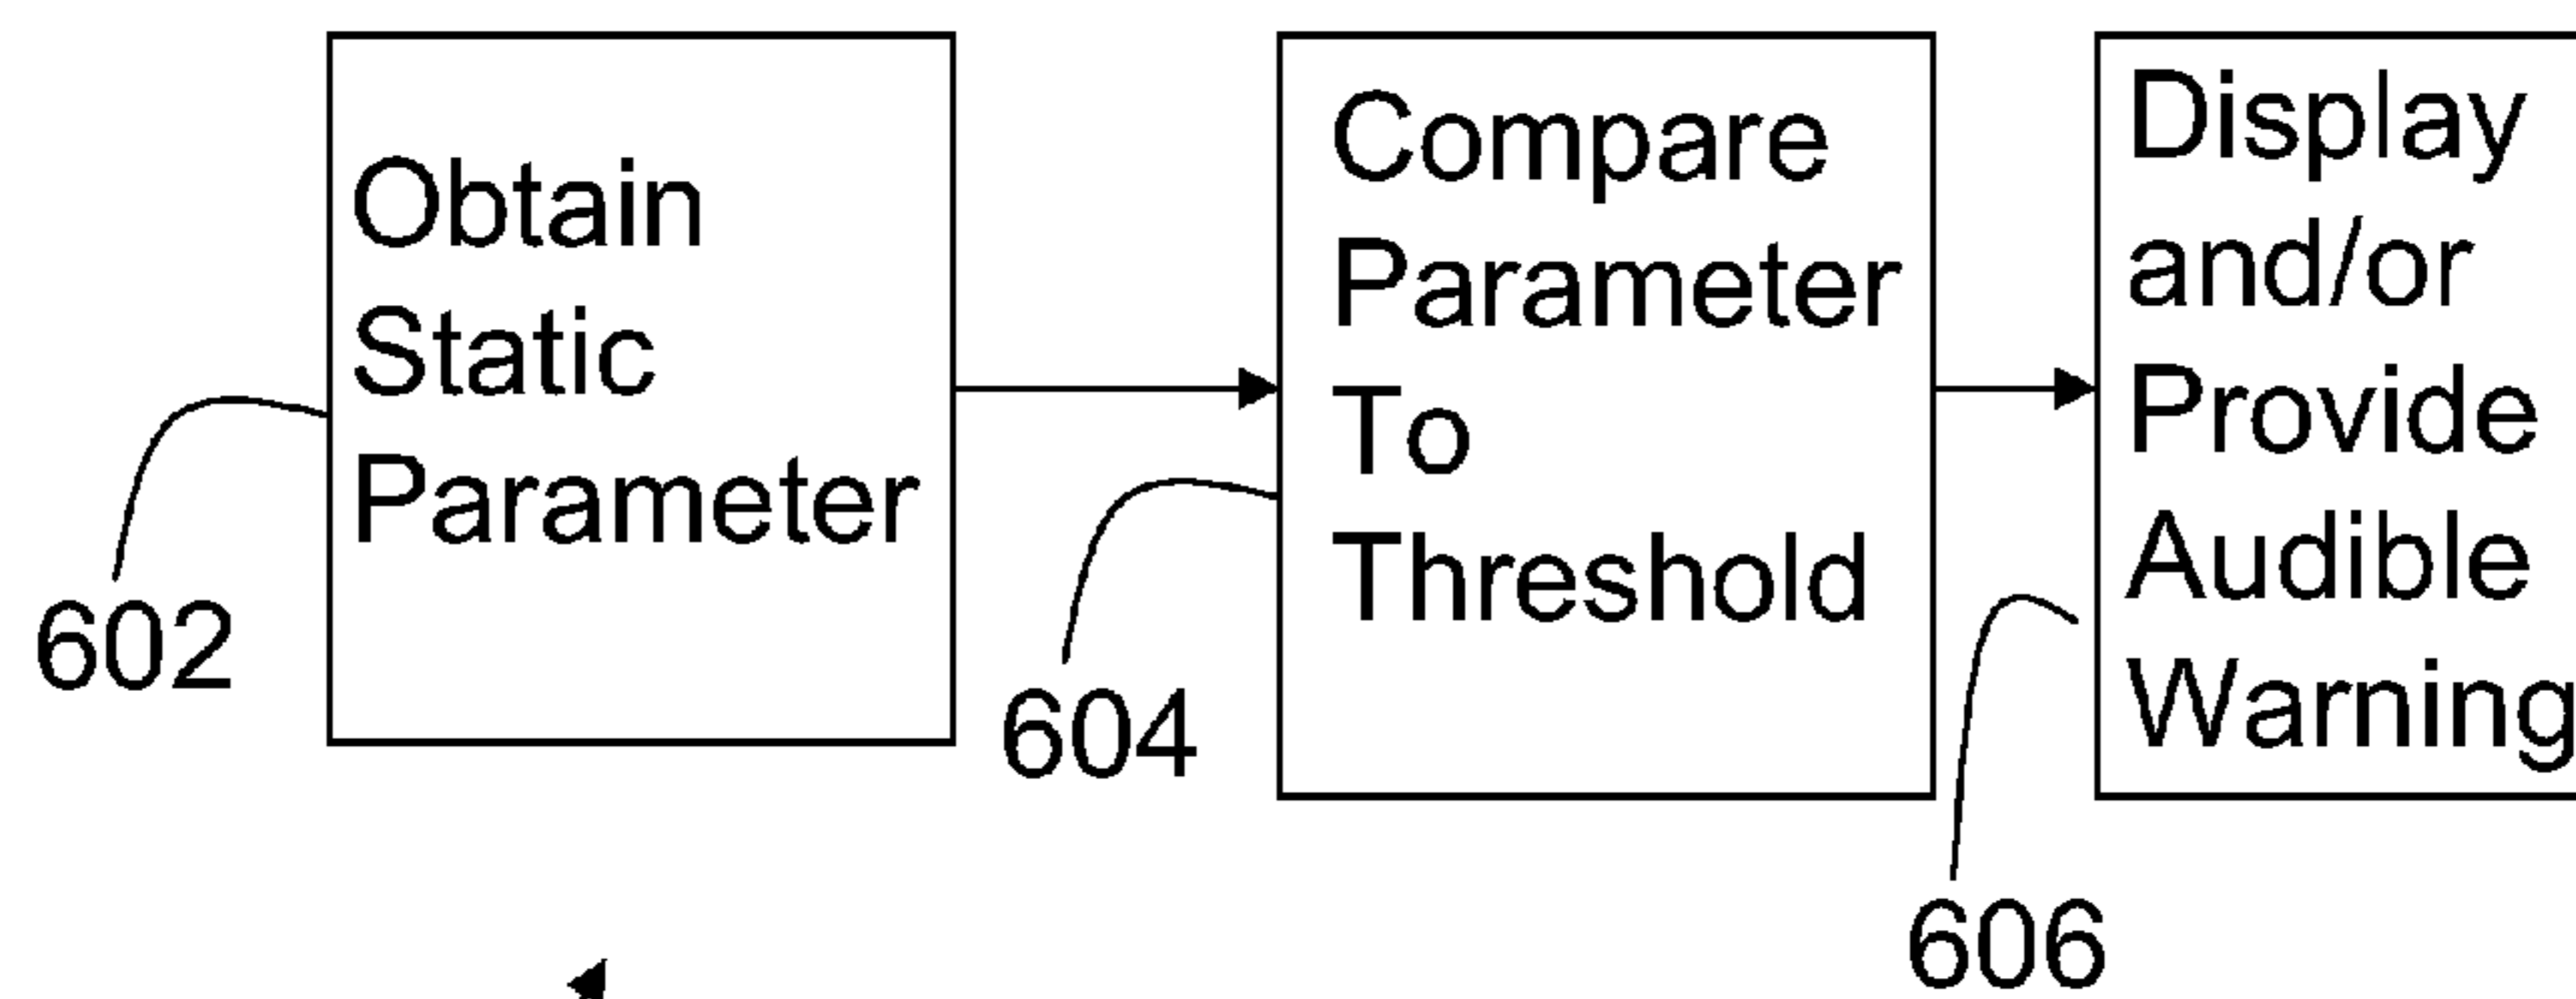 Obtain
Static
Parameter
602
Compare
Parameter
To
Threshold
604
Display
and/or
Provide
Audible
Warning
606